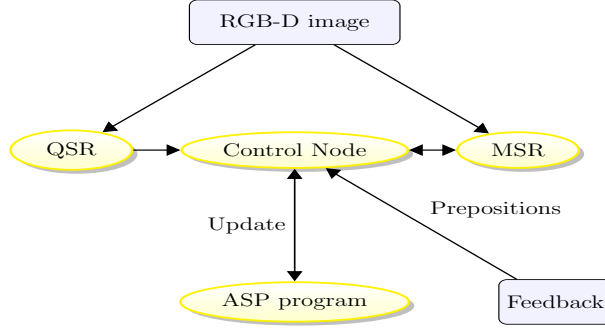 RGB-D image
QSR
Control Node
MSR
Prepositions
Update
ASP program
Feedback